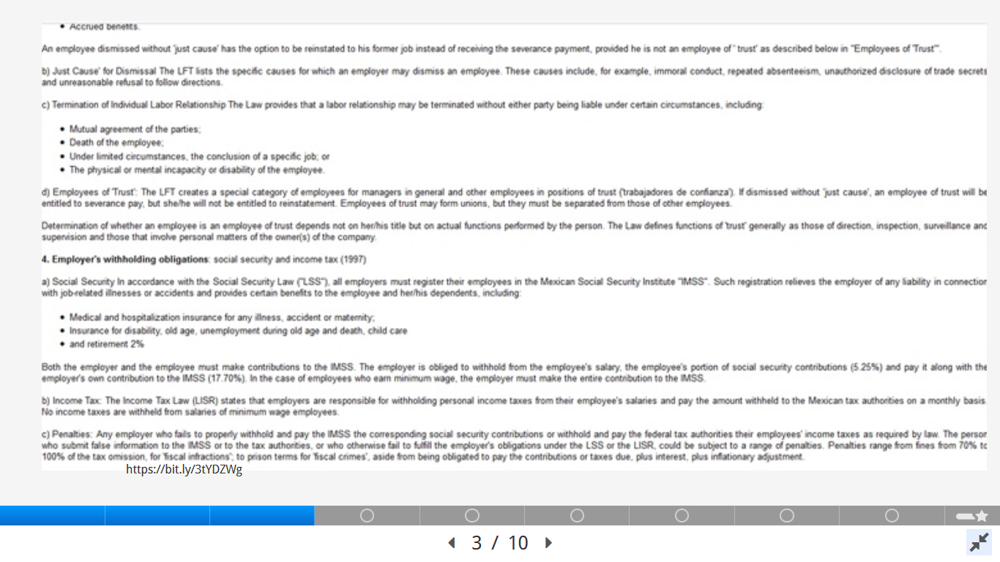 • Accrued benefits.
An employee dismissed without 'just cause' has the option to be reinstated to his former job instead of receiving the severance payment, provided he is not an employee of ' trust' as described below in "Employees of 'Trust'".
b) Just Cause' for Dismissal The LFT lists the specific causes for which an employer may dismiss an employee. These causes include, for example, immoral conduct, repeated absenteeism, unauthorized disclosure of trade secrets
and unreasonable refusal to follow directions.
c) Termination of Individual Labor Relationship The Law provides that a labor relationship may be terminated without either party being liable under certain circumstances, including:
• Mutual agreement of the parties;
• Death of the employee;
• Under limited circumstances, the conclusion of a specific job; or
• The physical or mental incapacity or disability of the employee.
d) Employees of 'Trust': The LFT creates a special category of employees for managers in general and other employees in positions of trust ('trabajadores de confianza'). If dismissed without 'just cause', an employee of trust will be
entitled to severance pay, but she/he will not be entitled to reinstatement. Employees of trust may form unions, but they must be separated from those of other employees.
Determination of whether an employee is an employee of trust depends not on her/his title but on actual functions performed by the person. The Law defines functions of 'trust' generally as those of direction, inspection, surveillance and
supervision and those that involve personal matters of the owner(s) of the company.
4. Employer's withholding obligations: social security and income tax (1997)
a) Social Security In accordance with the Social Security Law ("LSS"), all employers must register their employees in the Mexican Social Security Institute "IMSS". Such registration relieves the employer of any liability in connection
with job-related illnesses or accidents and provides certain benefits to the employee and her/his dependents, including:
• Medical and hospitalization insurance for any illness, accident or maternity;
• Insurance for disability, old age, unemployment during old age and death, child care
• and retirement 2%
Both the employer and the employee must make contributions to the IMSS. The employer is obliged to withhold from the employee's salary, the employee's portion of social security contributions (5.25%) and pay it along with the
employer's own contribution to the IMSS (17.70%). In the case of employees who earn minimum wage, the employer must make the entire contribution to the IMSS.
b) Income Tax: The Income Tax Law (LISR) states that employers are responsible for withholding personal income taxes from their employee's salaries and pay the amount withheld to the Mexican tax authorities on a monthly basis.
No income taxes are withheld from salaries of minimum wage employees.
c) Penalties: Any employer who fails to properly withhold and pay the IMSS the corresponding social security contributions or withhold and pay the federal tax authorities their employees' income taxes as required by law. The person
who submit false information to the IMSS or to the tax authorities, or who otherwise fail to fulfill the employer's obligations under the LSS or the LISR, could be subject to a range of penalties. Penalties range from fines from 70% to
100% of the tax omission, for 'fiscal infractions'; to prison terms for 'fiscal crimes', aside from being obligated to pay the contributions or taxes due, plus interest, plus inflationary adjustment.
https://bit.ly/3tYDZWg
3 / 10